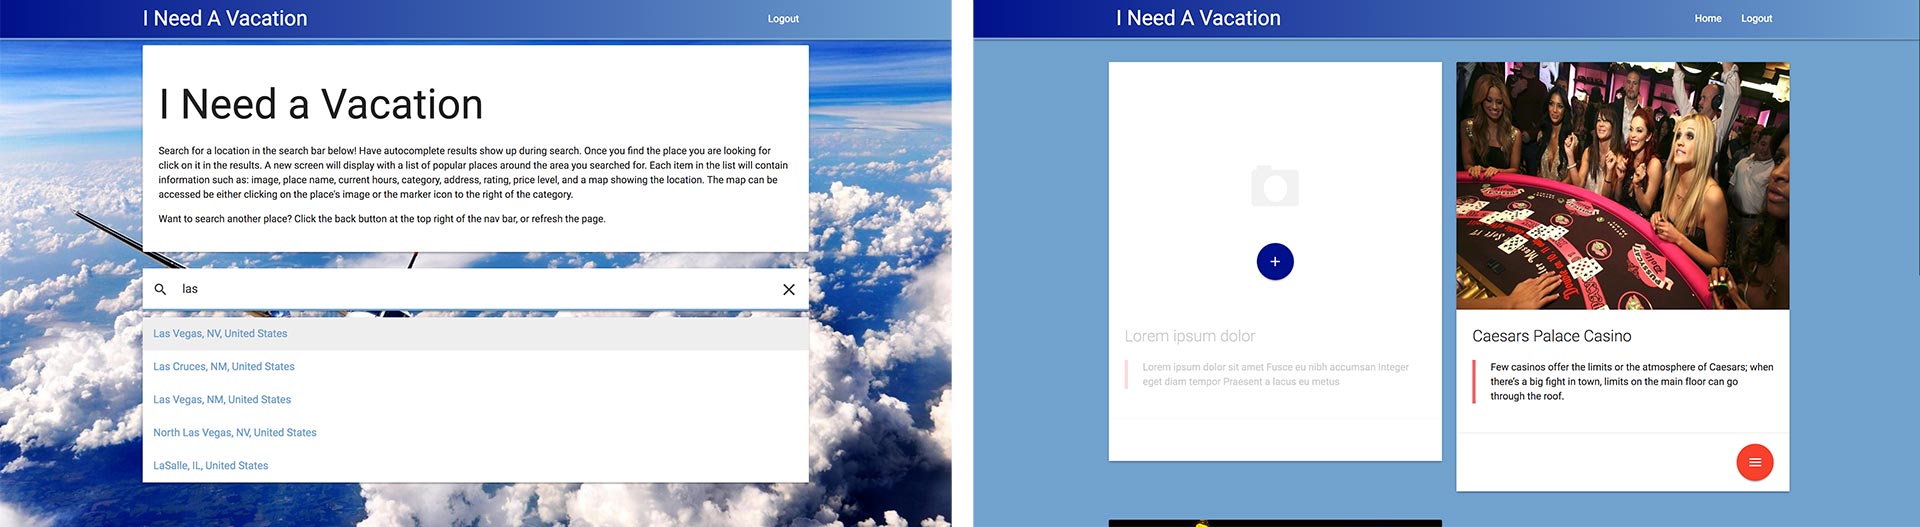 I Need A Vacation
Logout
I Need a Vacation
Search for a location in the search bar below! Have autocomplete results show up during search. Once you find the place you are looking for
click on it in the results. A new screen will display with a list of popular places around the area you searched for. Each item in the list will contain
information such as: image, place name, current hours, category, address, rating, price level, and a map showing the location. The map can be
accessed be either clicking on the place's image or the marker icon to the right of the category.
Want to search another place? Click the back button at the top right of the nav bar, or refresh the page.
las
Las Vegas, NV, United States
Las Cruces, NM, United States
Las Vegas, NM, United States
North Las Vegas, NV, United States
LaSalle, IL, United States
I Need A Vacation
Home
Logout
Lorem ipsum dolor
Lorem ipsum dolor sit amet Fusce eu nibh accumsan Integer
eget diam tempor Praesent a lacus eu metus
PUSSYCAT
Caesars Palace Casino
Few casinos offer the limits or the atmosphere of Caesars; when
there's a big fight in town, limits on the main floor can go
through the roof.